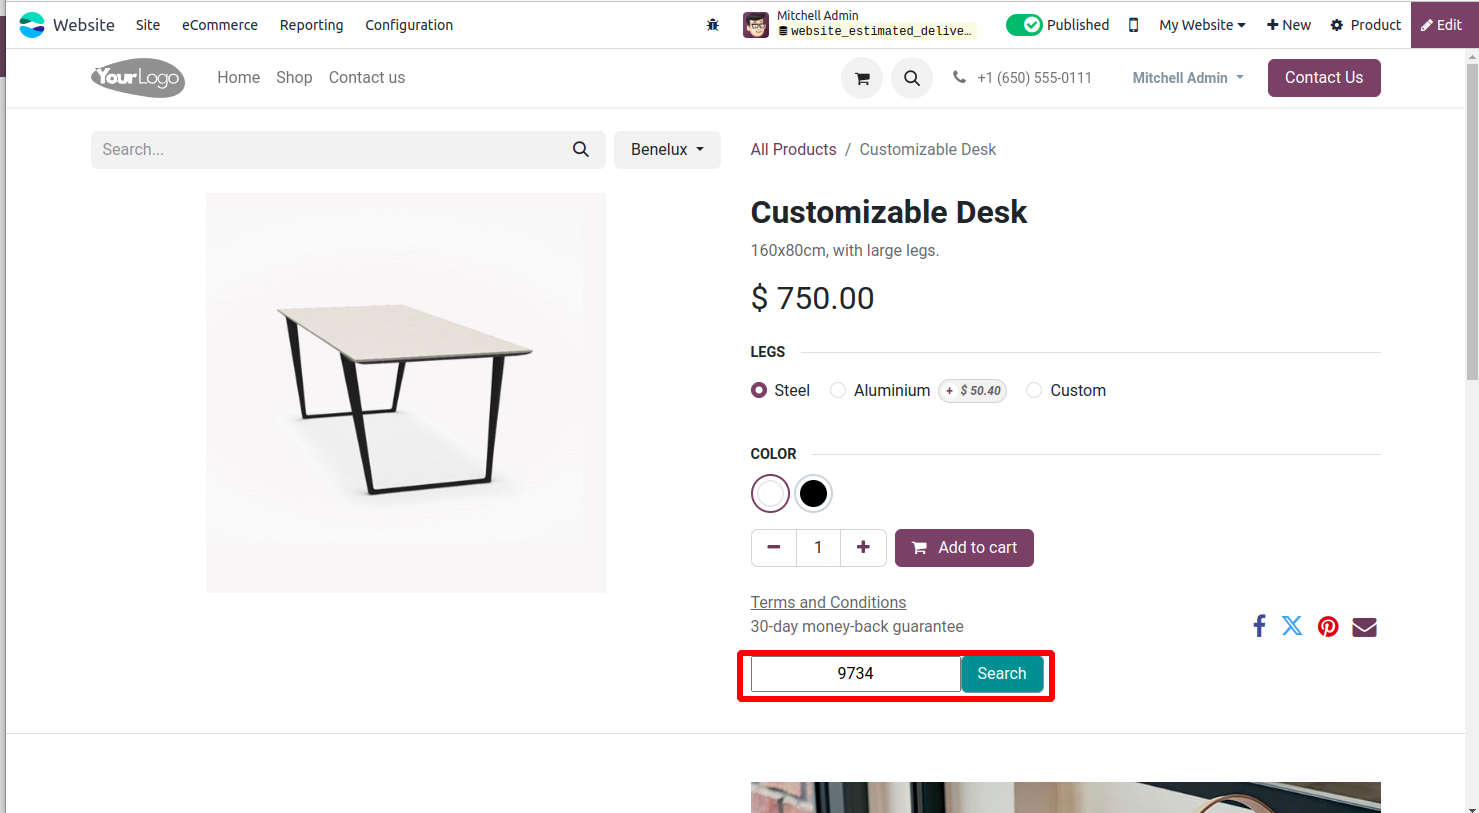 Website Site eCommerce Reporting Configuration
Mitchell Admin
website_estimated_delive...
Published My Website + New Product Edit
YourLogo Home Shop Contact us +1 (650) 555-0111 Mitchell Admin Contact Us
Search... Benelux
All Products / Customizable Desk
Customizable Desk
160x80cm, with large legs.
$ 750.00
LEGS
Steel Aluminium + $ 50.40 Custom
COLOR
− 1 + Add to cart
Terms and Conditions
30-day money-back guarantee
9734 Search